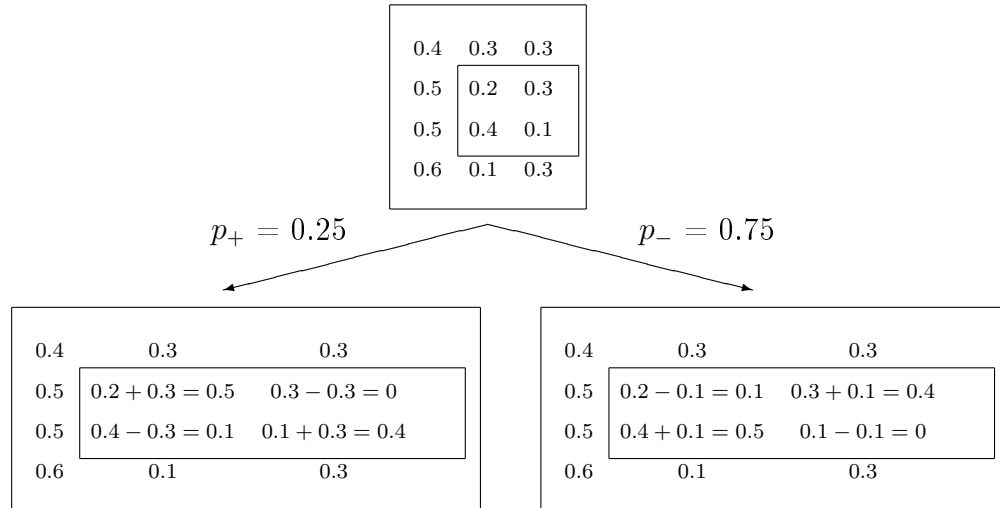 0.4 0.3 0.3
0.5 0.2 0.3
0.5 0.4 0.1
0.6 0.1 0.3
p₊ = 0.25
p₋ = 0.75
0.4 0.3 0.3
0.5 0.2 + 0.3 = 0.5 0.3 − 0.3 = 0
0.5 0.4 − 0.3 = 0.1 0.1 + 0.3 = 0.4
0.6 0.1 0.3
0.4 0.3 0.3
0.5 0.2 − 0.1 = 0.1 0.3 + 0.1 = 0.4
0.5 0.4 + 0.1 = 0.5 0.1 − 0.1 = 0
0.6 0.1 0.3